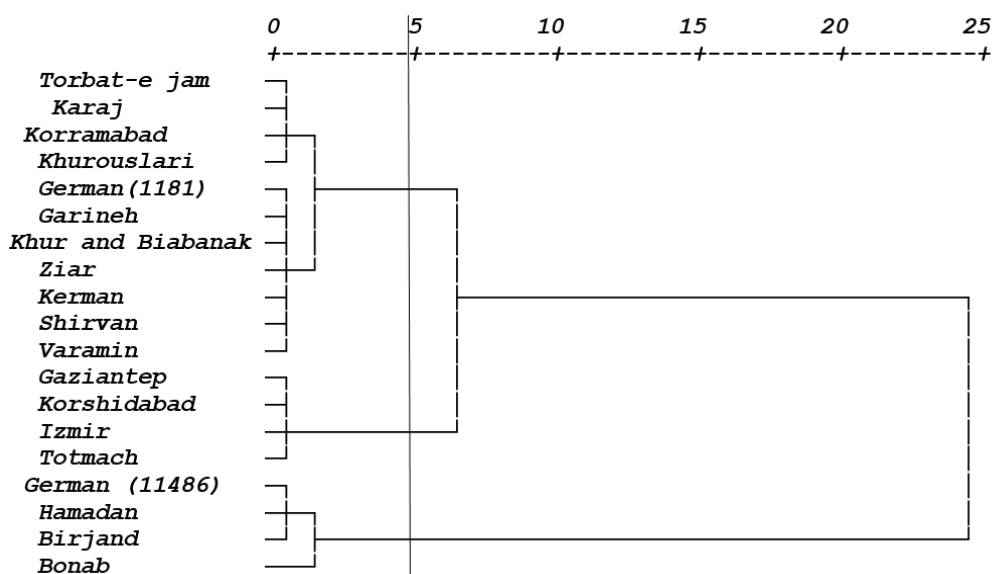 0 5 10 15 20 25
+---------+---------+---------+---------+---------+
Torbat-e jam
Karaj
Korramabad
Khurouslari
German(1181)
Garineh
Khur and Biabanak
Ziar
Kerman
Shirvan
Varamin
Gaziantep
Korshidabad
Izmir
Totmach
German (11486)
Hamadan
Birjand
Bonab